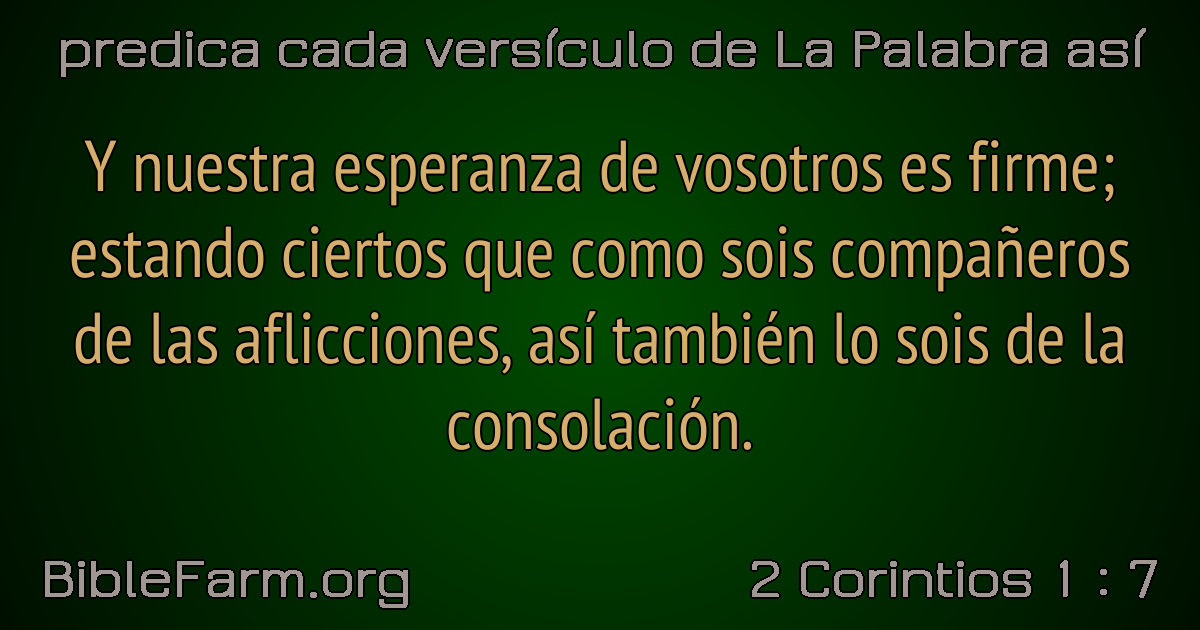 predica cada versículo de La Palabra así
Y nuestra esperanza de vosotros es firme;
estando ciertos que como sois compañeros
de las aflicciones, así también lo sois de la
consolación.
BibleFarm.org
2 Corintios 1 : 7